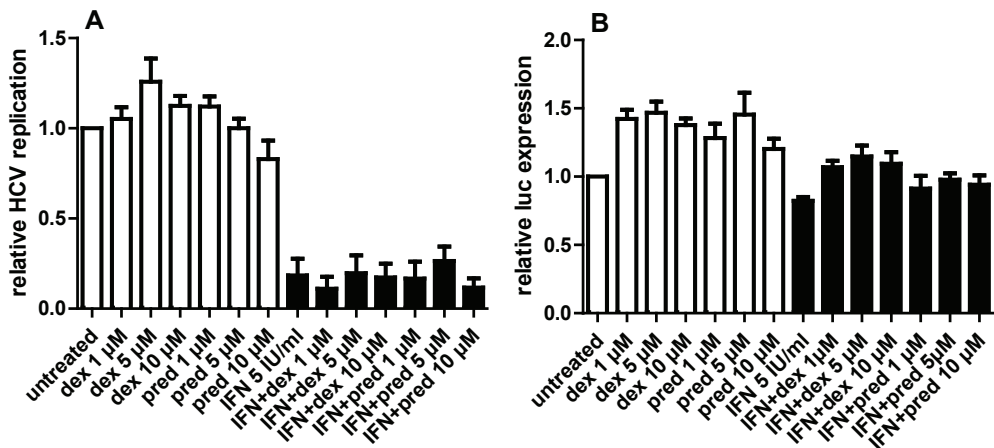 A
relative HCV replication
1.5
1.0
0.5
0.0
untreated
dex 1 µM
dex 5 µM
dex 10 µM
pred 1 µM
pred 5 µM
pred 10 µM
IFN 5 IU/ml
IFN+dex 1 µM
IFN+dex 5 µM
IFN+dex 10 µM
IFN+pred 1 µM
IFN+pred 5 µM
IFN+pred 10 µM
B
relative luc expression
2.0
1.5
1.0
0.5
0.0
untreated
dex 1 µM
dex 5 µM
dex 10 µM
pred 1 µM
pred 5 µM
pred 10 µM
IFN 5 IU/ml
IFN+dex 1µM
IFN+dex 5 µM
IFN+dex 10 µM
IFN+pred 1 µM
IFN+pred 5µM
IFN+pred 10 µM